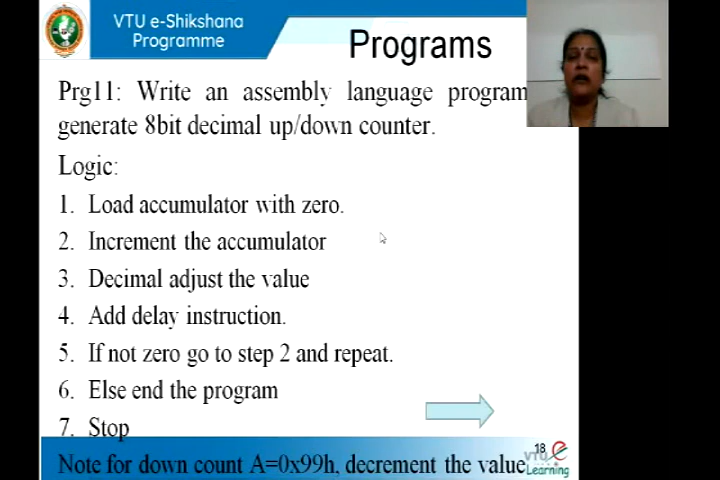 VTU e-Shikshana
Programme
Programs
Prg11: Write an assembly language program
generate 8bit decimal up/down counter.
Logic:
1. Load accumulator with zero.
2. Increment the accumulator
3. Decimal adjust the value
4. Add delay instruction.
5. If not zero go to step 2 and repeat.
6. Else end the program
7. Stop
18
Note for down count A=0x99h, decrement the value
VTU e
Learning